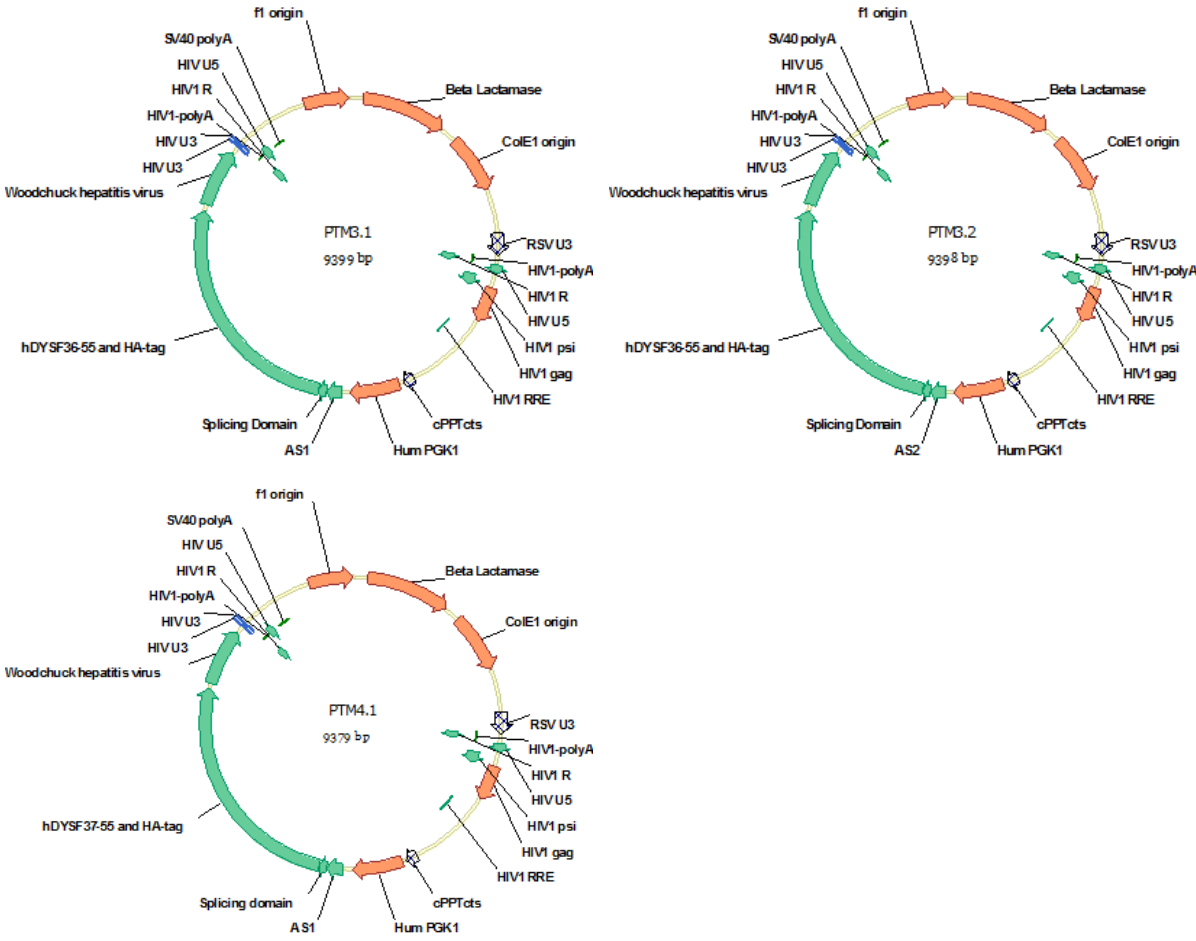 f1 origin
SV40 polyA
HIV U5
HIV1 R
HIV1-polyA
HIV U3
HIV U3
Woodchuck hepatitis virus
Beta Lactamase
ColE1 origin
PTM3.1
9399 bp
RSV U3
HIV1-polyA
HIV1 R
HIV U5
HIV1 psi
HIV1 gag
HIV1 RRE
hDYSF36-55 and HA-tag
Splicing Domain
cPPTcts
AS1
Hum PGK1
f1 origin
SV40 polyA
HIV U5
HIV1 R
HIV1-polyA
HIV U3
HIV U3
Woodchuck hepatitis virus
Beta Lactamase
ColE1 origin
PTM3.2
9398 bp
RSV U3
HIV1-polyA
HIV1 R
HIV U5
HIV1 psi
HIV1 gag
HIV1 RRE
hDYSF36-55 and HA-tag
Splicing Domain
cPPTcts
AS2
Hum PGK1
f1 origin
SV40 polyA
HIV U5
HIV1 R
HIV1-polyA
HIV U3
HIV U3
Woodchuck hepatitis virus
Beta Lactamase
ColE1 origin
PTM4.1
9379 bp
RSV U3
HIV1-polyA
HIV1 R
HIV U5
HIV1 psi
HIV1 gag
HIV1 RRE
hDYSF37-55 and HA-tag
Splicing domain
cPPTcts
AS1
Hum PGK1